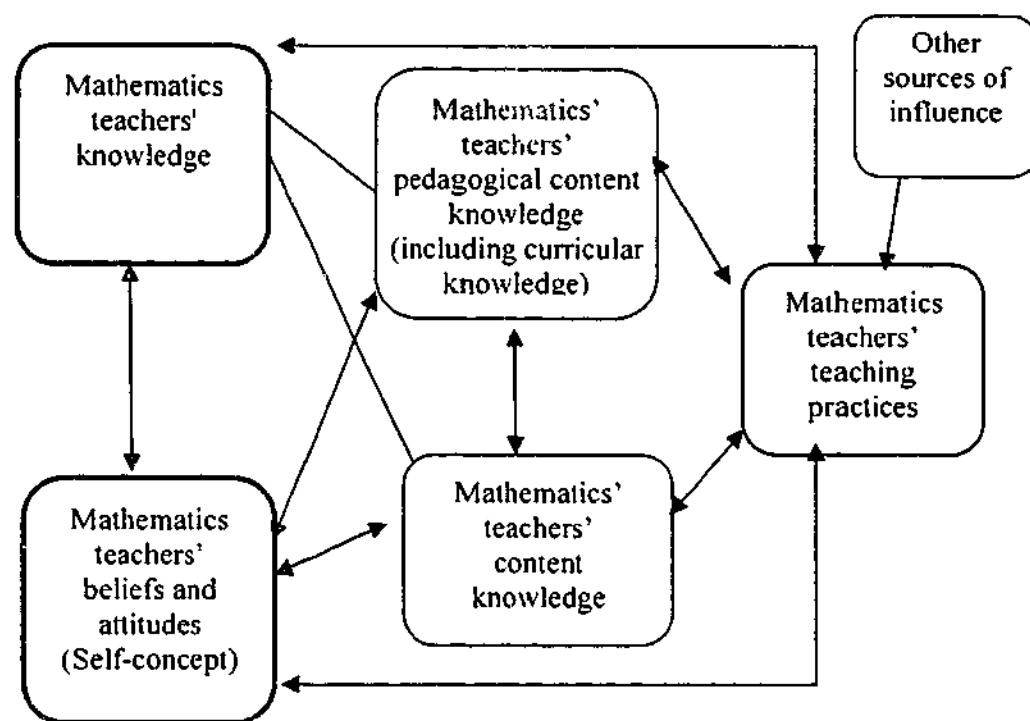 Mathematics
teachers'
knowledge
Mathematics'
teachers'
pedagogical content
knowledge
(including curricular
knowledge)
Other
sources of
influence
Mathematics
teachers'
teaching
practices
Mathematics
teachers'
beliefs and
attitudes
(Self-concept)
Mathematics'
teachers'
content
knowledge